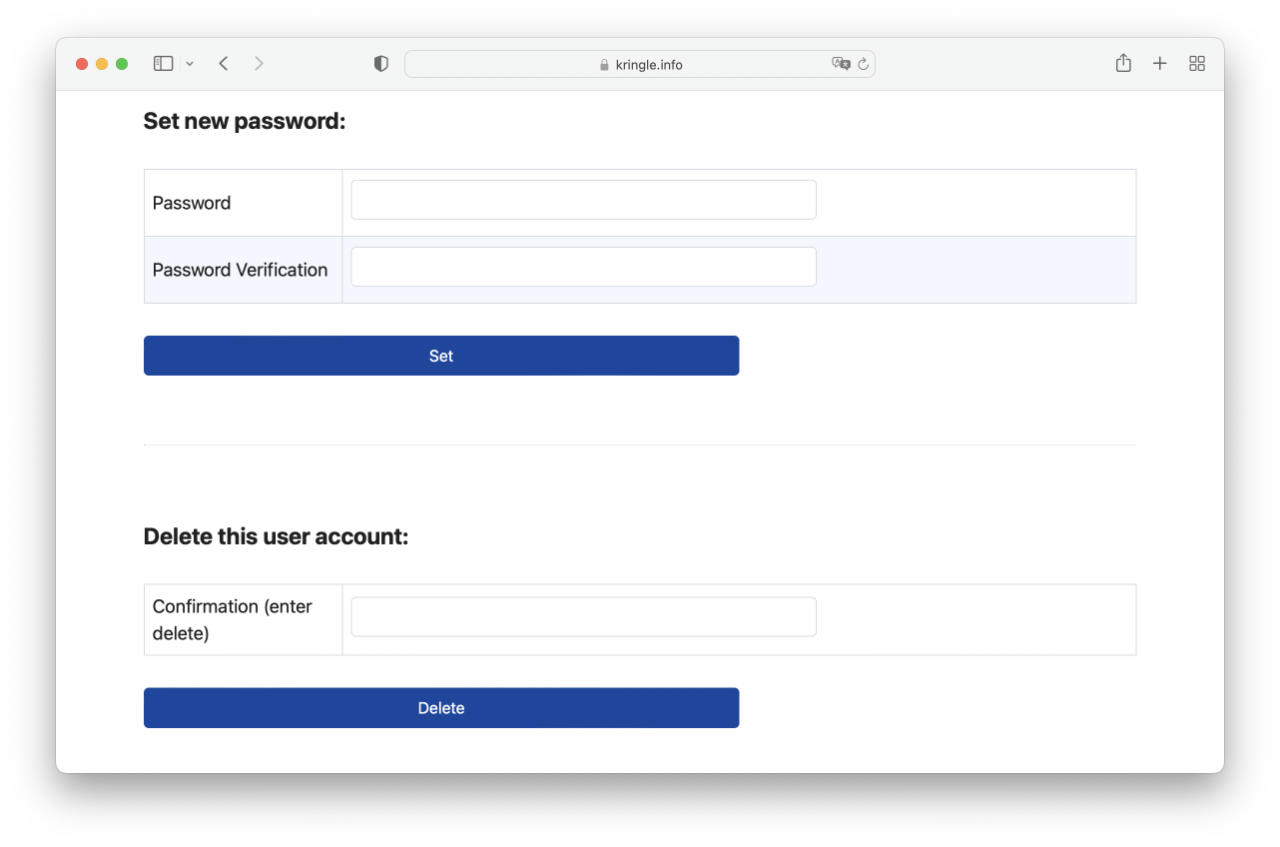 kringle.info
Set new password:
Password
Password Verification
Set
Delete this user account:
Confirmation (enter
delete)
Delete